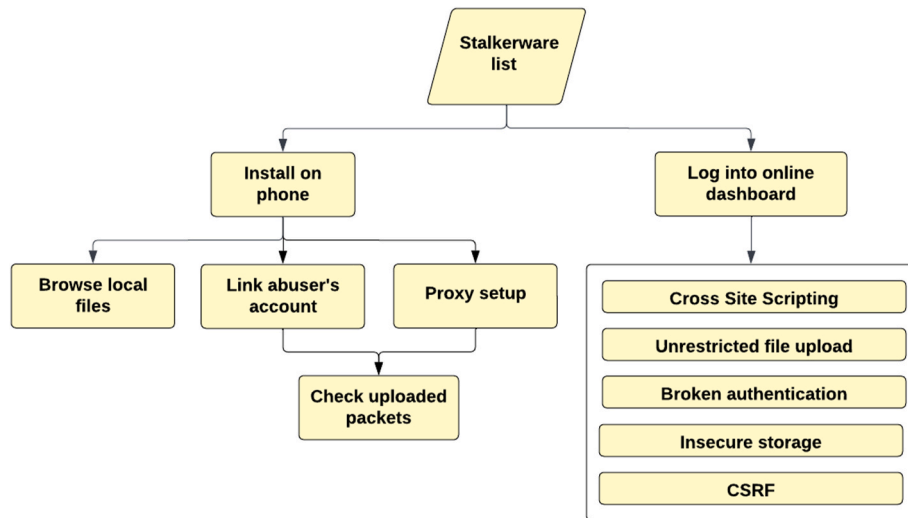 Stalkerware
list
Install on
phone
Log into online
dashboard
Browse local
files
Link abuser's
account
Proxy setup
Check uploaded
packets
Cross Site Scripting
Unrestricted file upload
Broken authentication
Insecure storage
CSRF